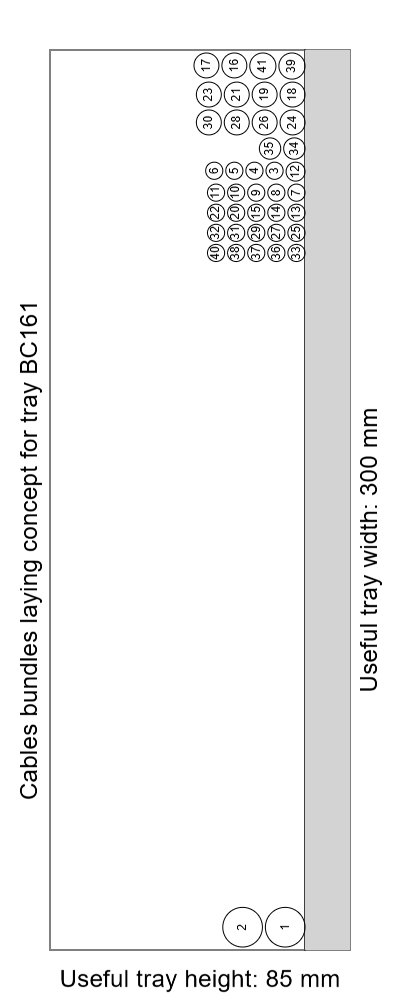 Cables bundles laying concept for tray BC161
17 16 41 39
23 21 19 18
30 28 26 24
35 34
6 5 4 3 12
11 10 9 8 7
22 20 15 14 13
32 31 29 27 25
40 38 37 36 33
2 1
Useful tray width: 300 mm
Useful tray height: 85 mm